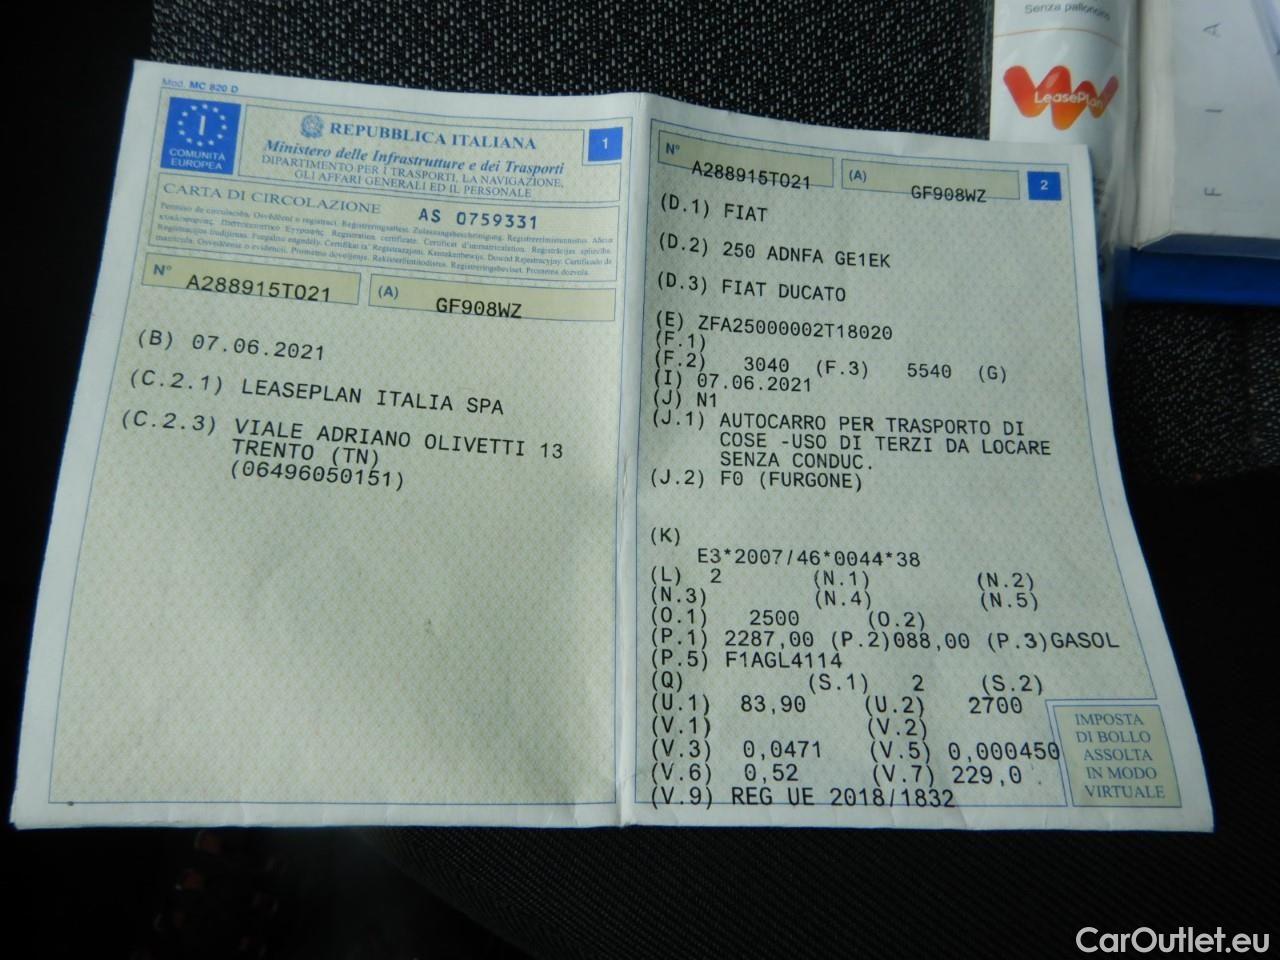 Senza palloncino
LeasePlan
F I A
Mod. MC 820 D
I
COMUNITÀ
EUROPEA
REPUBBLICA ITALIANA
Ministero delle Infrastrutture e dei Trasporti
DIPARTIMENTO PER I TRASPORTI, LA NAVIGAZIONE,
GLI AFFARI GENERALI ED IL PERSONALE
1
CARTA DI CIRCOLAZIONE AS 0759331
N° A288915TO21 (A) GF908WZ
(B) 07.06.2021
(C.2.1) LEASEPLAN ITALIA SPA
(C.2.3) VIALE ADRIANO OLIVETTI 13
TRENTO (TN)
(06496050151)
N° A288915TO21 (A) GF908WZ 2
(D.1) FIAT
(D.2) 250 ADNFA GE1EK
(D.3) FIAT DUCATO
(E) ZFA25000002T18020
(F.1)
(F.2) 3040 (F.3) 5540 (G)
(I) 07.06.2021
(J) N1
(J.1) AUTOCARRO PER TRASPORTO DI
COSE -USO DI TERZI DA LOCARE
SENZA CONDUC.
(J.2) F0 (FURGONE)
(K)
E3*2007/46*0044*38
(L) 2 (N.1) (N.2)
(N.3) (N.4) (N.5)
(O.1) 2500 (O.2)
(P.1) 2287,00 (P.2)088,00 (P.3)GASOL
(P.5) F1AGL4114
(Q) (S.1) 2 (S.2)
(U.1) 83,90 (U.2) 2700
(V.1) (V.2)
(V.3) 0,0471 (V.5) 0,000450
(V.6) 0,52 (V.7) 229,0
(V.9) REG UE 2018/1832
IMPOSTA
DI BOLLO
ASSOLTA
IN MODO
VIRTUALE
CarOutlet.eu